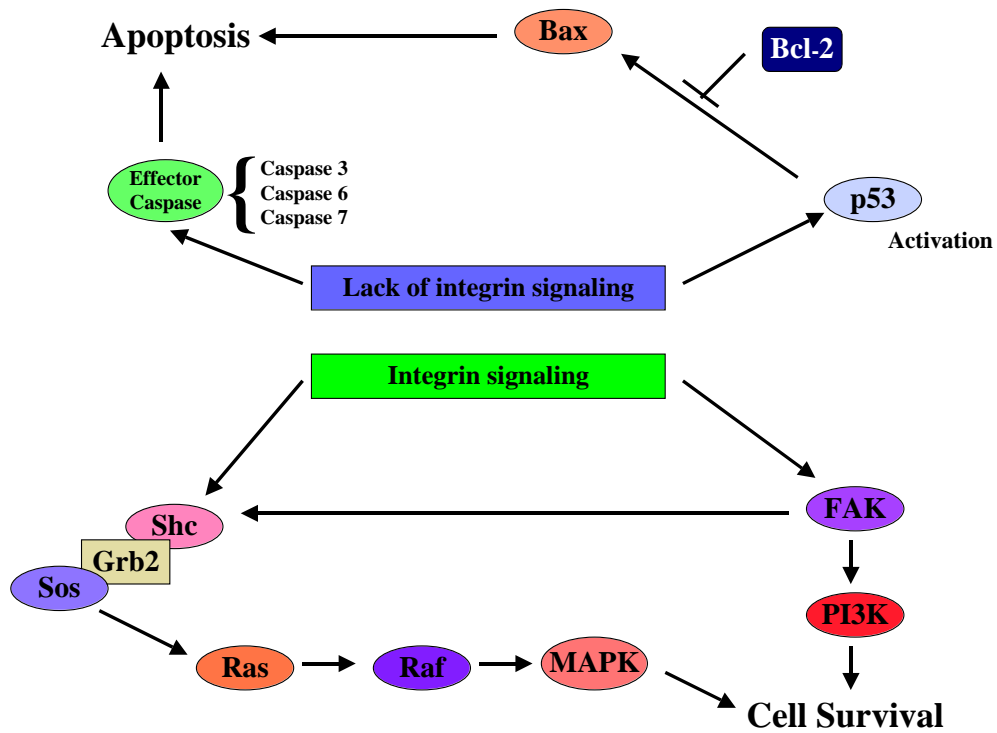 Apoptosis
Bax
Bcl-2
Effector
Caspase
Caspase 3
Caspase 6
Caspase 7
p53
Activation
Lack of integrin signaling
Integrin signaling
Shc
FAK
Grb2
Sos
PI3K
Ras
Raf
MAPK
Cell Survival